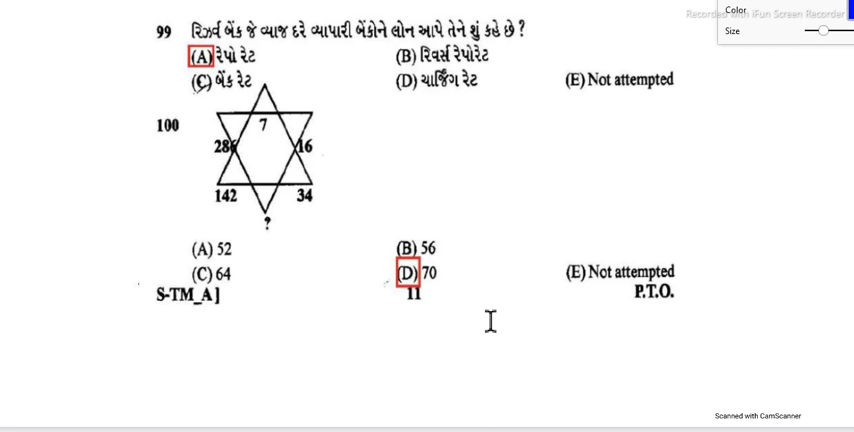 Recorded with iFun Screen Recorder
Color
Size
99 રિઝર્વ બેંક જે વ્યાજ દરે વ્યાપારી બેંકોને લોન આપે તેને શું કહે છે ?
(A) રેપો રેટ (B) રિવર્સ રેપોરેટ
(C) બેંક રેટ (D) ચાર્જિંગ રેટ (E) Not attempted
100
7
286 16
142 34
?
(A) 52 (B) 56
(C) 64 (D) 70 (E) Not attempted
S-TM_A] 11 P.T.O.
Scanned with CamScanner